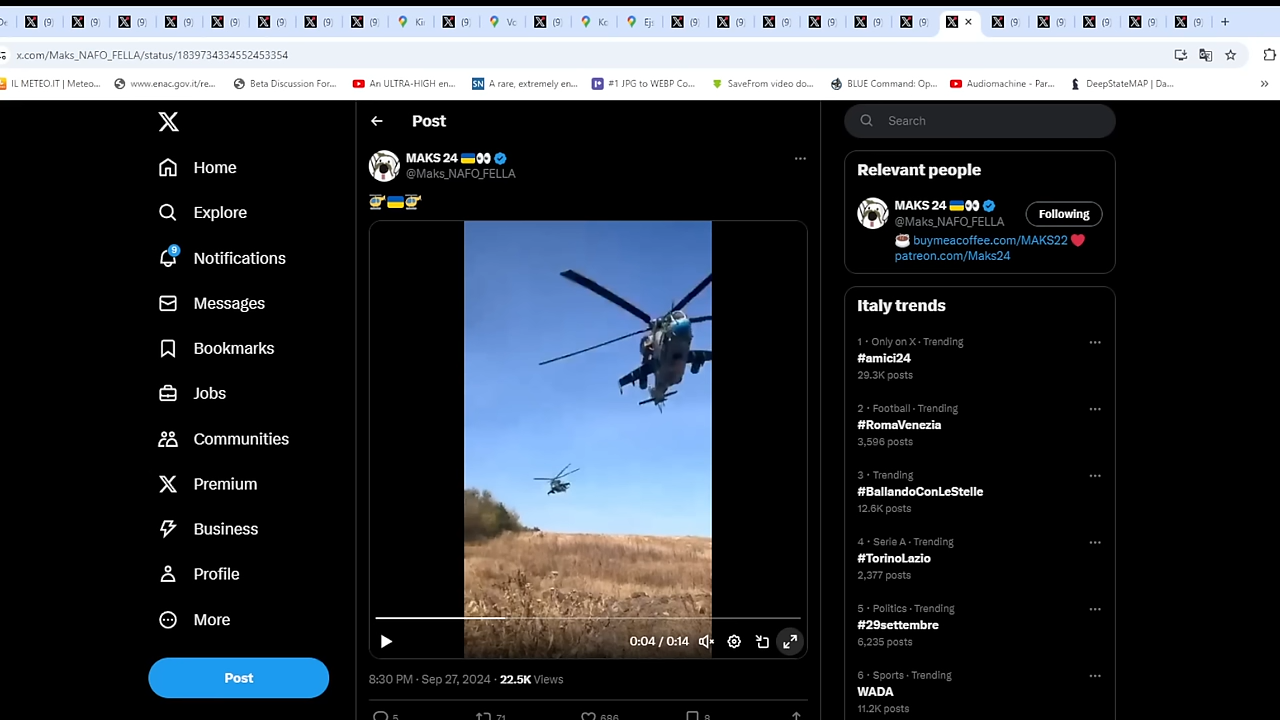 x.com/Maks_NAFO_FELLA/status/1839734334552453354
IL METEO.IT | Meteo...
www.enac.gov.it/re...
Beta Discussion For...
An ULTRA-HIGH en...
A rare, extremely en...
#1 JPG to WEBP Co...
SaveFrom video do...
BLUE Command: Op...
Audiomachine - Par...
DeepStateMAP | Da...
Home
Explore
9
Notifications
Messages
Bookmarks
Jobs
Communities
Premium
Business
Profile
More
Post
Post
MAKS 24 🇺🇦👀
@Maks_NAFO_FELLA
🚁🇺🇦🚁
0:04 / 0:14
8:30 PM · Sep 27, 2024 · 22.5K Views
5 71 686 8
Search
Relevant people
MAKS 24 🇺🇦👀
@Maks_NAFO_FELLA
Following
☕ buymeacoffee.com/MAKS22 ❤️
patreon.com/Maks24
Italy trends
1 · Only on X · Trending
#amici24
29.3K posts
2 · Football · Trending
#RomaVenezia
3,596 posts
3 · Trending
#BallandoConLeStelle
12.6K posts
4 · Serie A · Trending
#TorinoLazio
2,377 posts
5 · Politics · Trending
#29settembre
6,235 posts
6 · Sports · Trending
WADA
11.2K posts